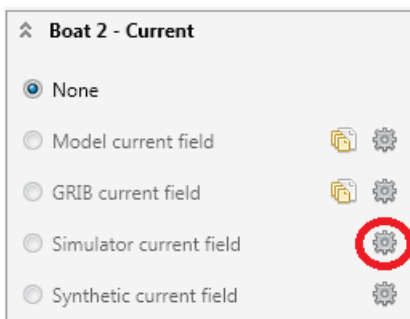 Boat 2 - Current
None
Model current field
GRIB current field
Simulator current field
Synthetic current field